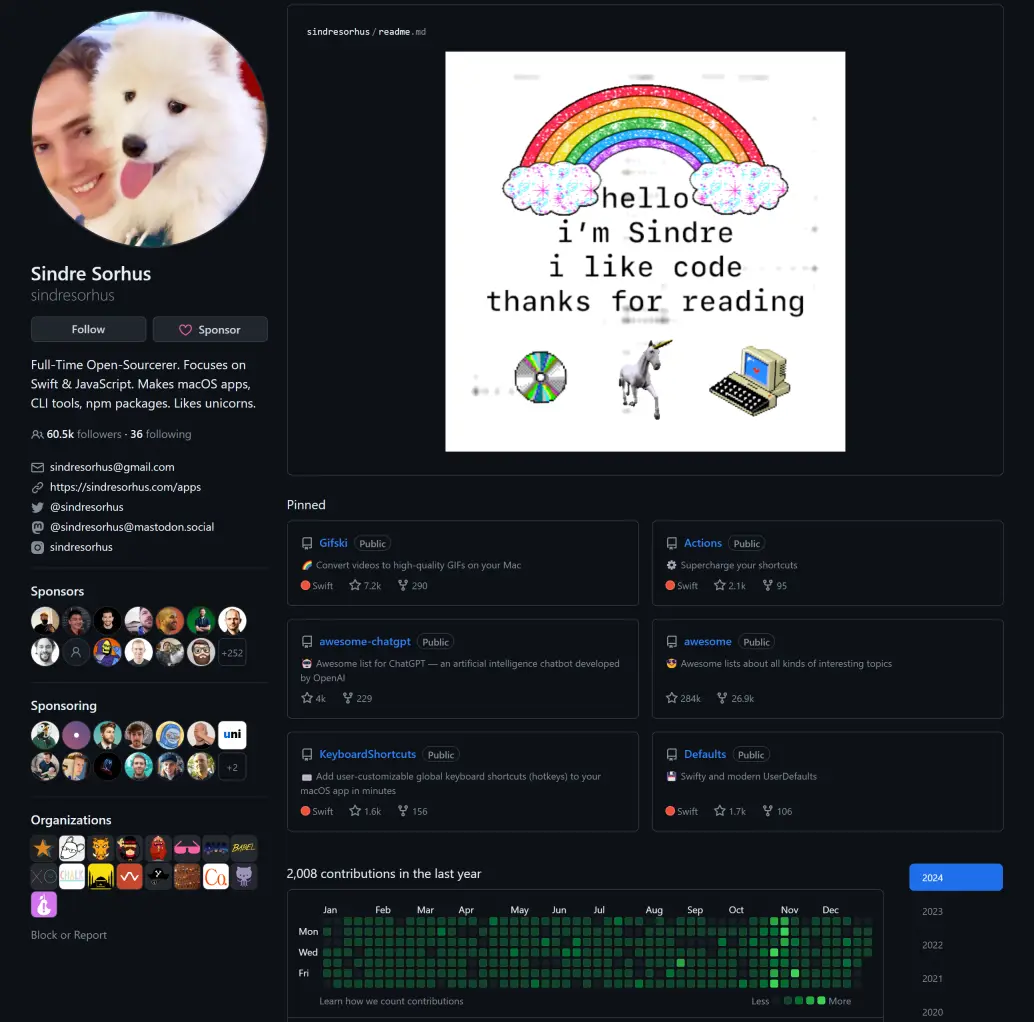 Sindre Sorhus
sindresorhus
Follow
Sponsor
Full-Time Open-Sourcerer. Focuses on
Swift & JavaScript. Makes macOS apps,
CLI tools, npm packages. Likes unicorns.
60.5k followers · 36 following
sindresorhus@gmail.com
https://sindresorhus.com/apps
@sindresorhus
@sindresorhus@mastodon.social
sindresorhus
Sponsors
+252
Sponsoring
uni
+2
Organizations
BABEL
CHALK
Co.
Block or Report
sindresorhus/readme.md
hello
i’m Sindre
i like code
thanks for reading
Pinned
Gifski Public
Convert videos to high-quality GIFs on your Mac
Swift 7.2k 290
Actions Public
Supercharge your shortcuts
Swift 2.1k 95
awesome-chatgpt Public
Awesome list for ChatGPT — an artificial intelligence chatbot developed
by OpenAI
4k 229
awesome Public
Awesome lists about all kinds of interesting topics
284k 26.9k
KeyboardShortcuts Public
Add user-customizable global keyboard shortcuts (hotkeys) to your
macOS app in minutes
Swift 1.6k 156
Defaults Public
Swifty and modern UserDefaults
Swift 1.7k 106
2,008 contributions in the last year
Jan Feb Mar Apr May Jun Jul Aug Sep Oct Nov Dec
Mon
Wed
Fri
Learn how we count contributions
Less More
2024
2023
2022
2021
2020